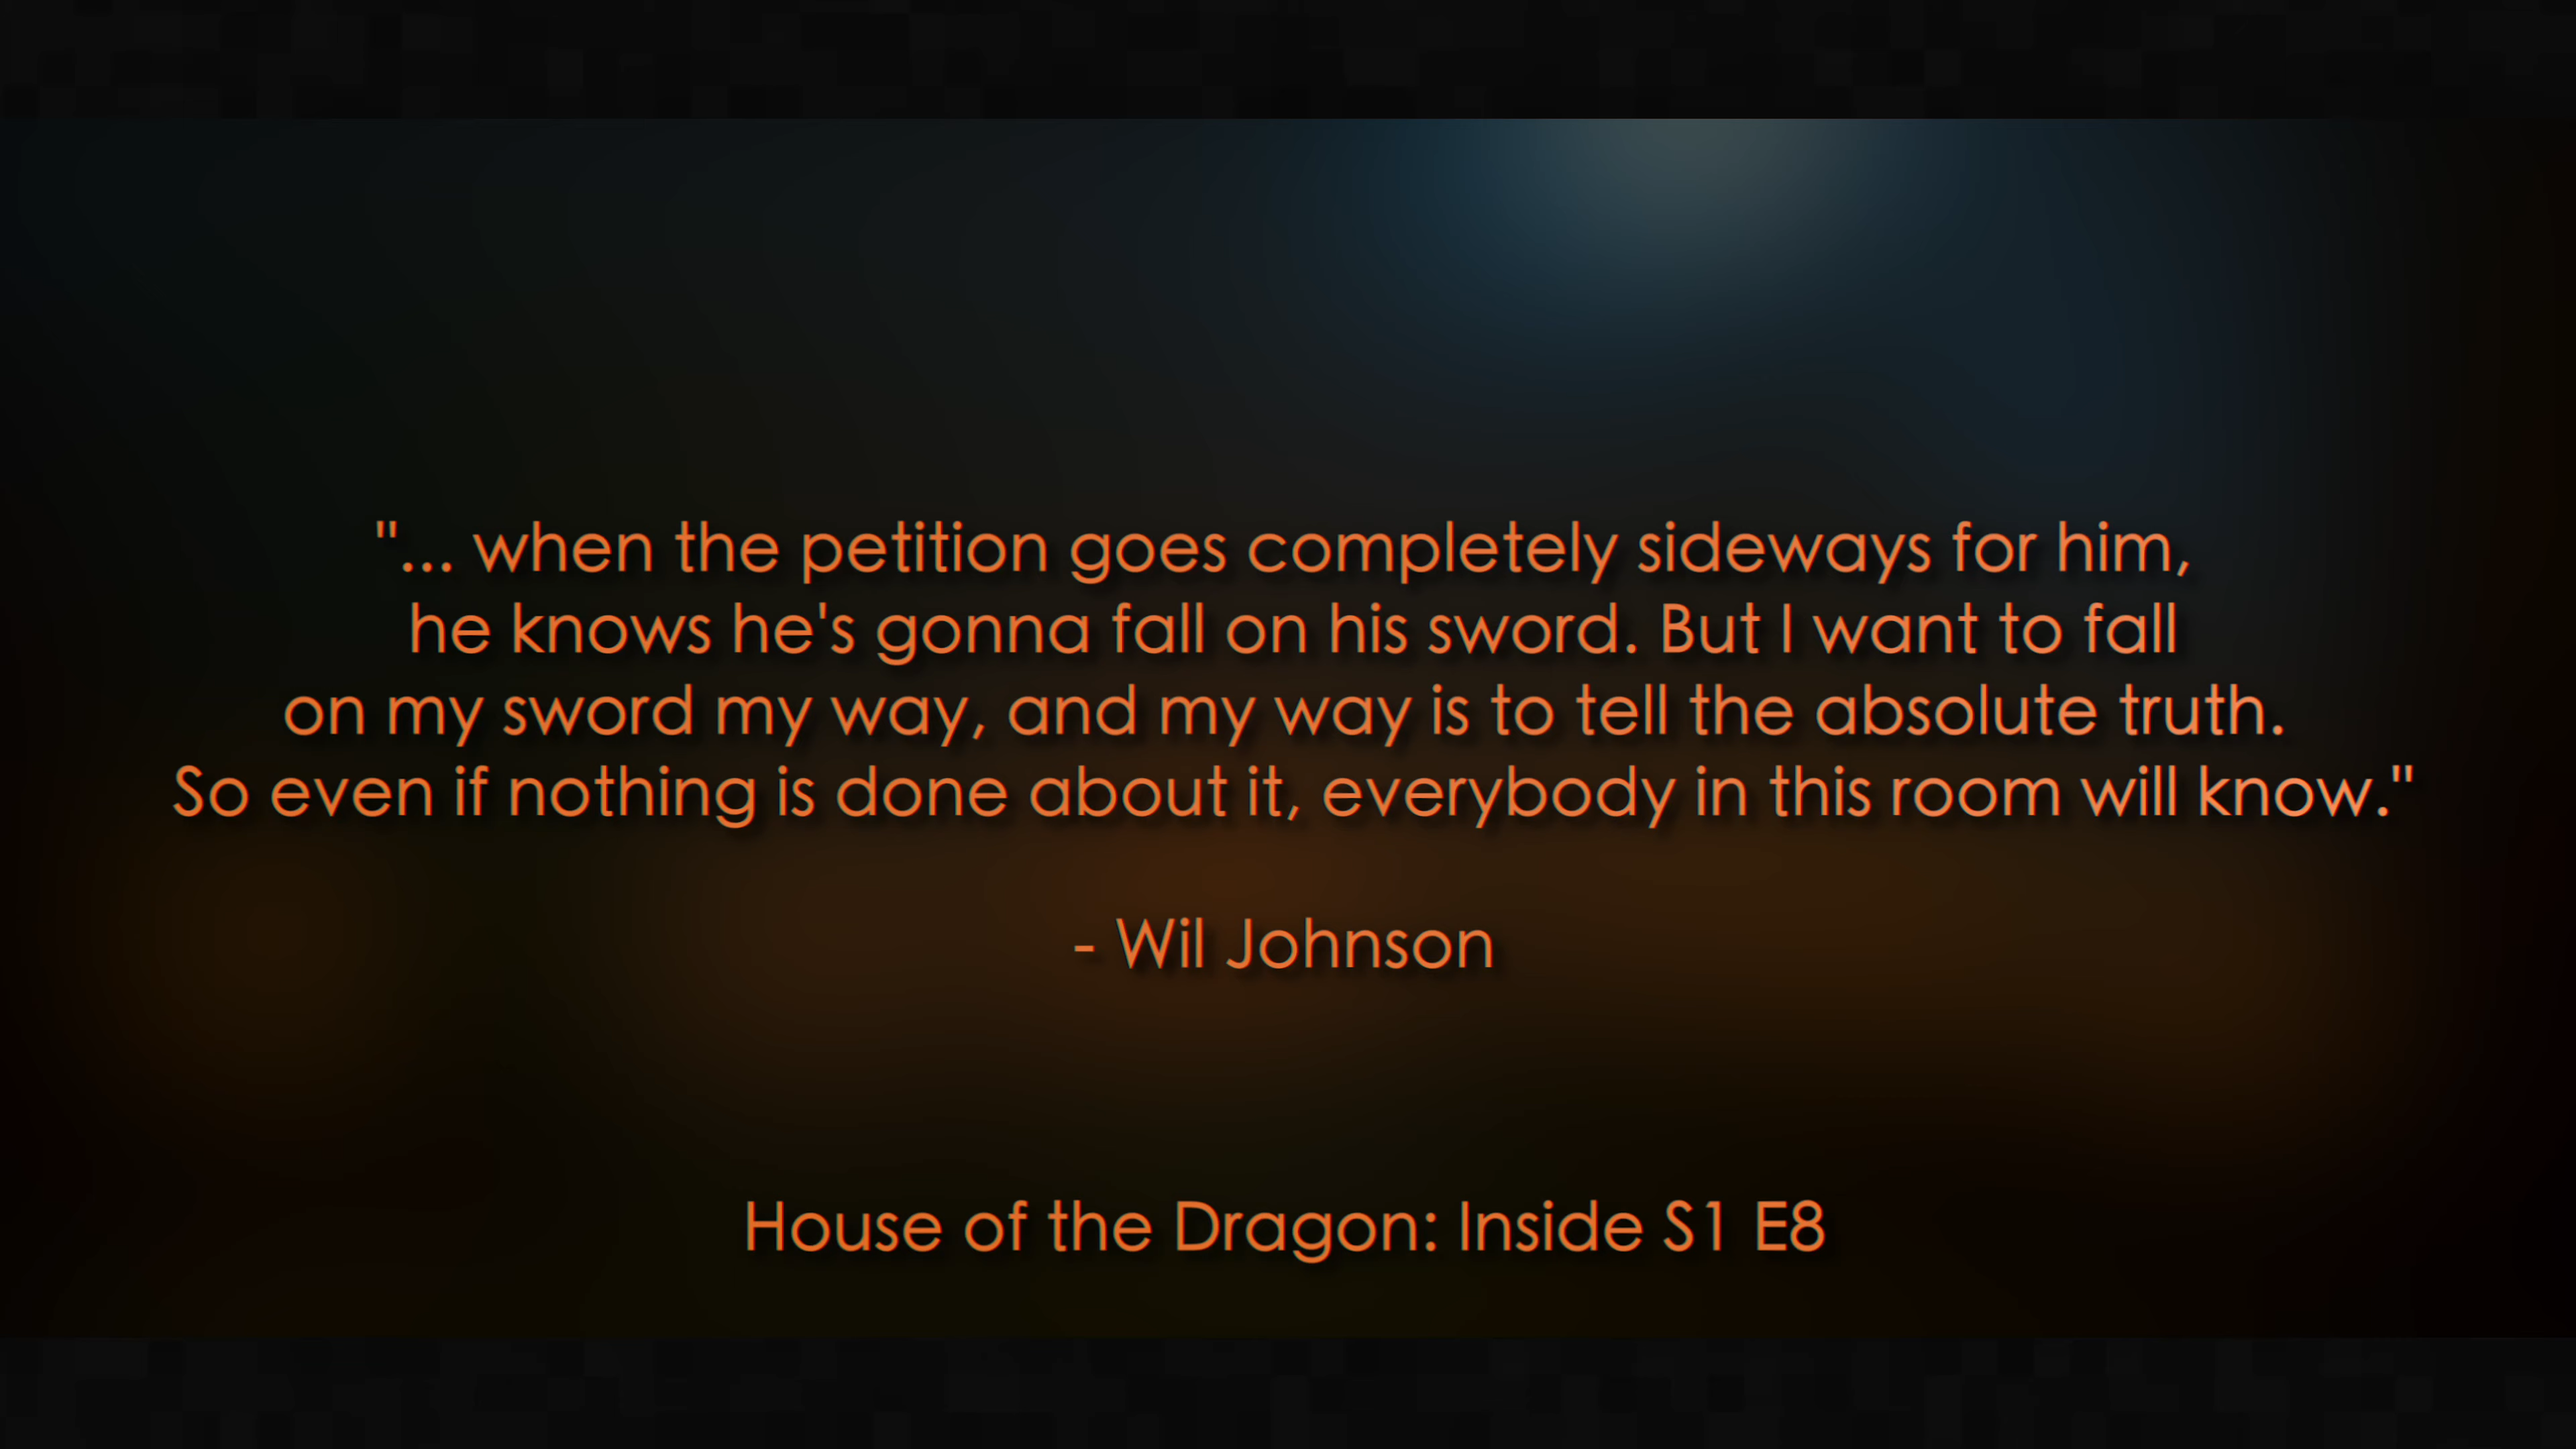 "... when the petition goes completely sideways for him,
he knows he's gonna fall on his sword. But I want to fall
on my sword my way, and my way is to tell the absolute truth.
So even if nothing is done about it, everybody in this room will know."
- Wil Johnson
House of the Dragon: Inside S1 E8